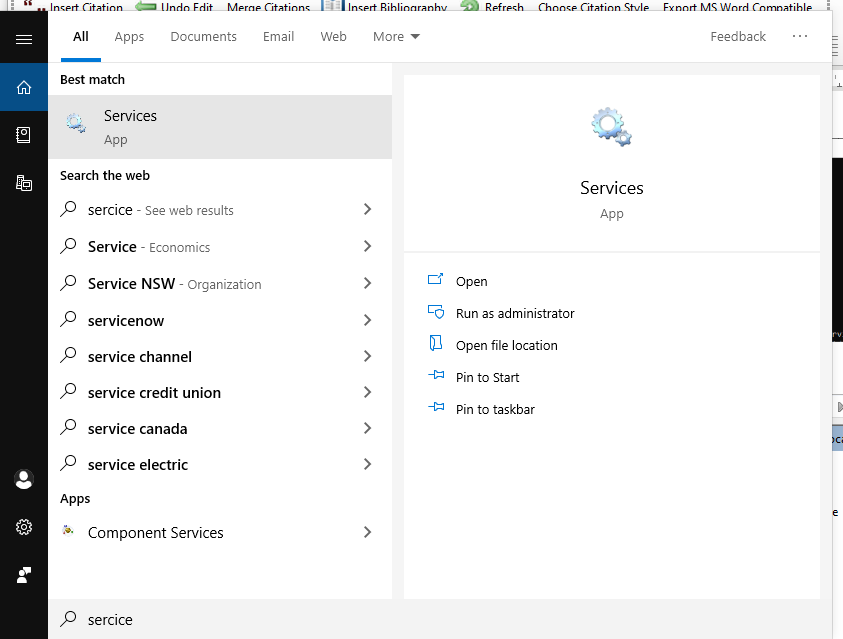 Insert Citation Undo Edit Merge Citations Insert Bibliography Refresh Choose Citation Style Export MS Word Compatible
All Apps Documents Email Web More Feedback ...
Best match
Services
App
Search the web
sercice - See web results
Service - Economics
Service NSW - Organization
servicenow
service channel
service credit union
service canada
service electric
Apps
Component Services
sercice
Services
App
Open
Run as administrator
Open file location
Pin to Start
Pin to taskbar